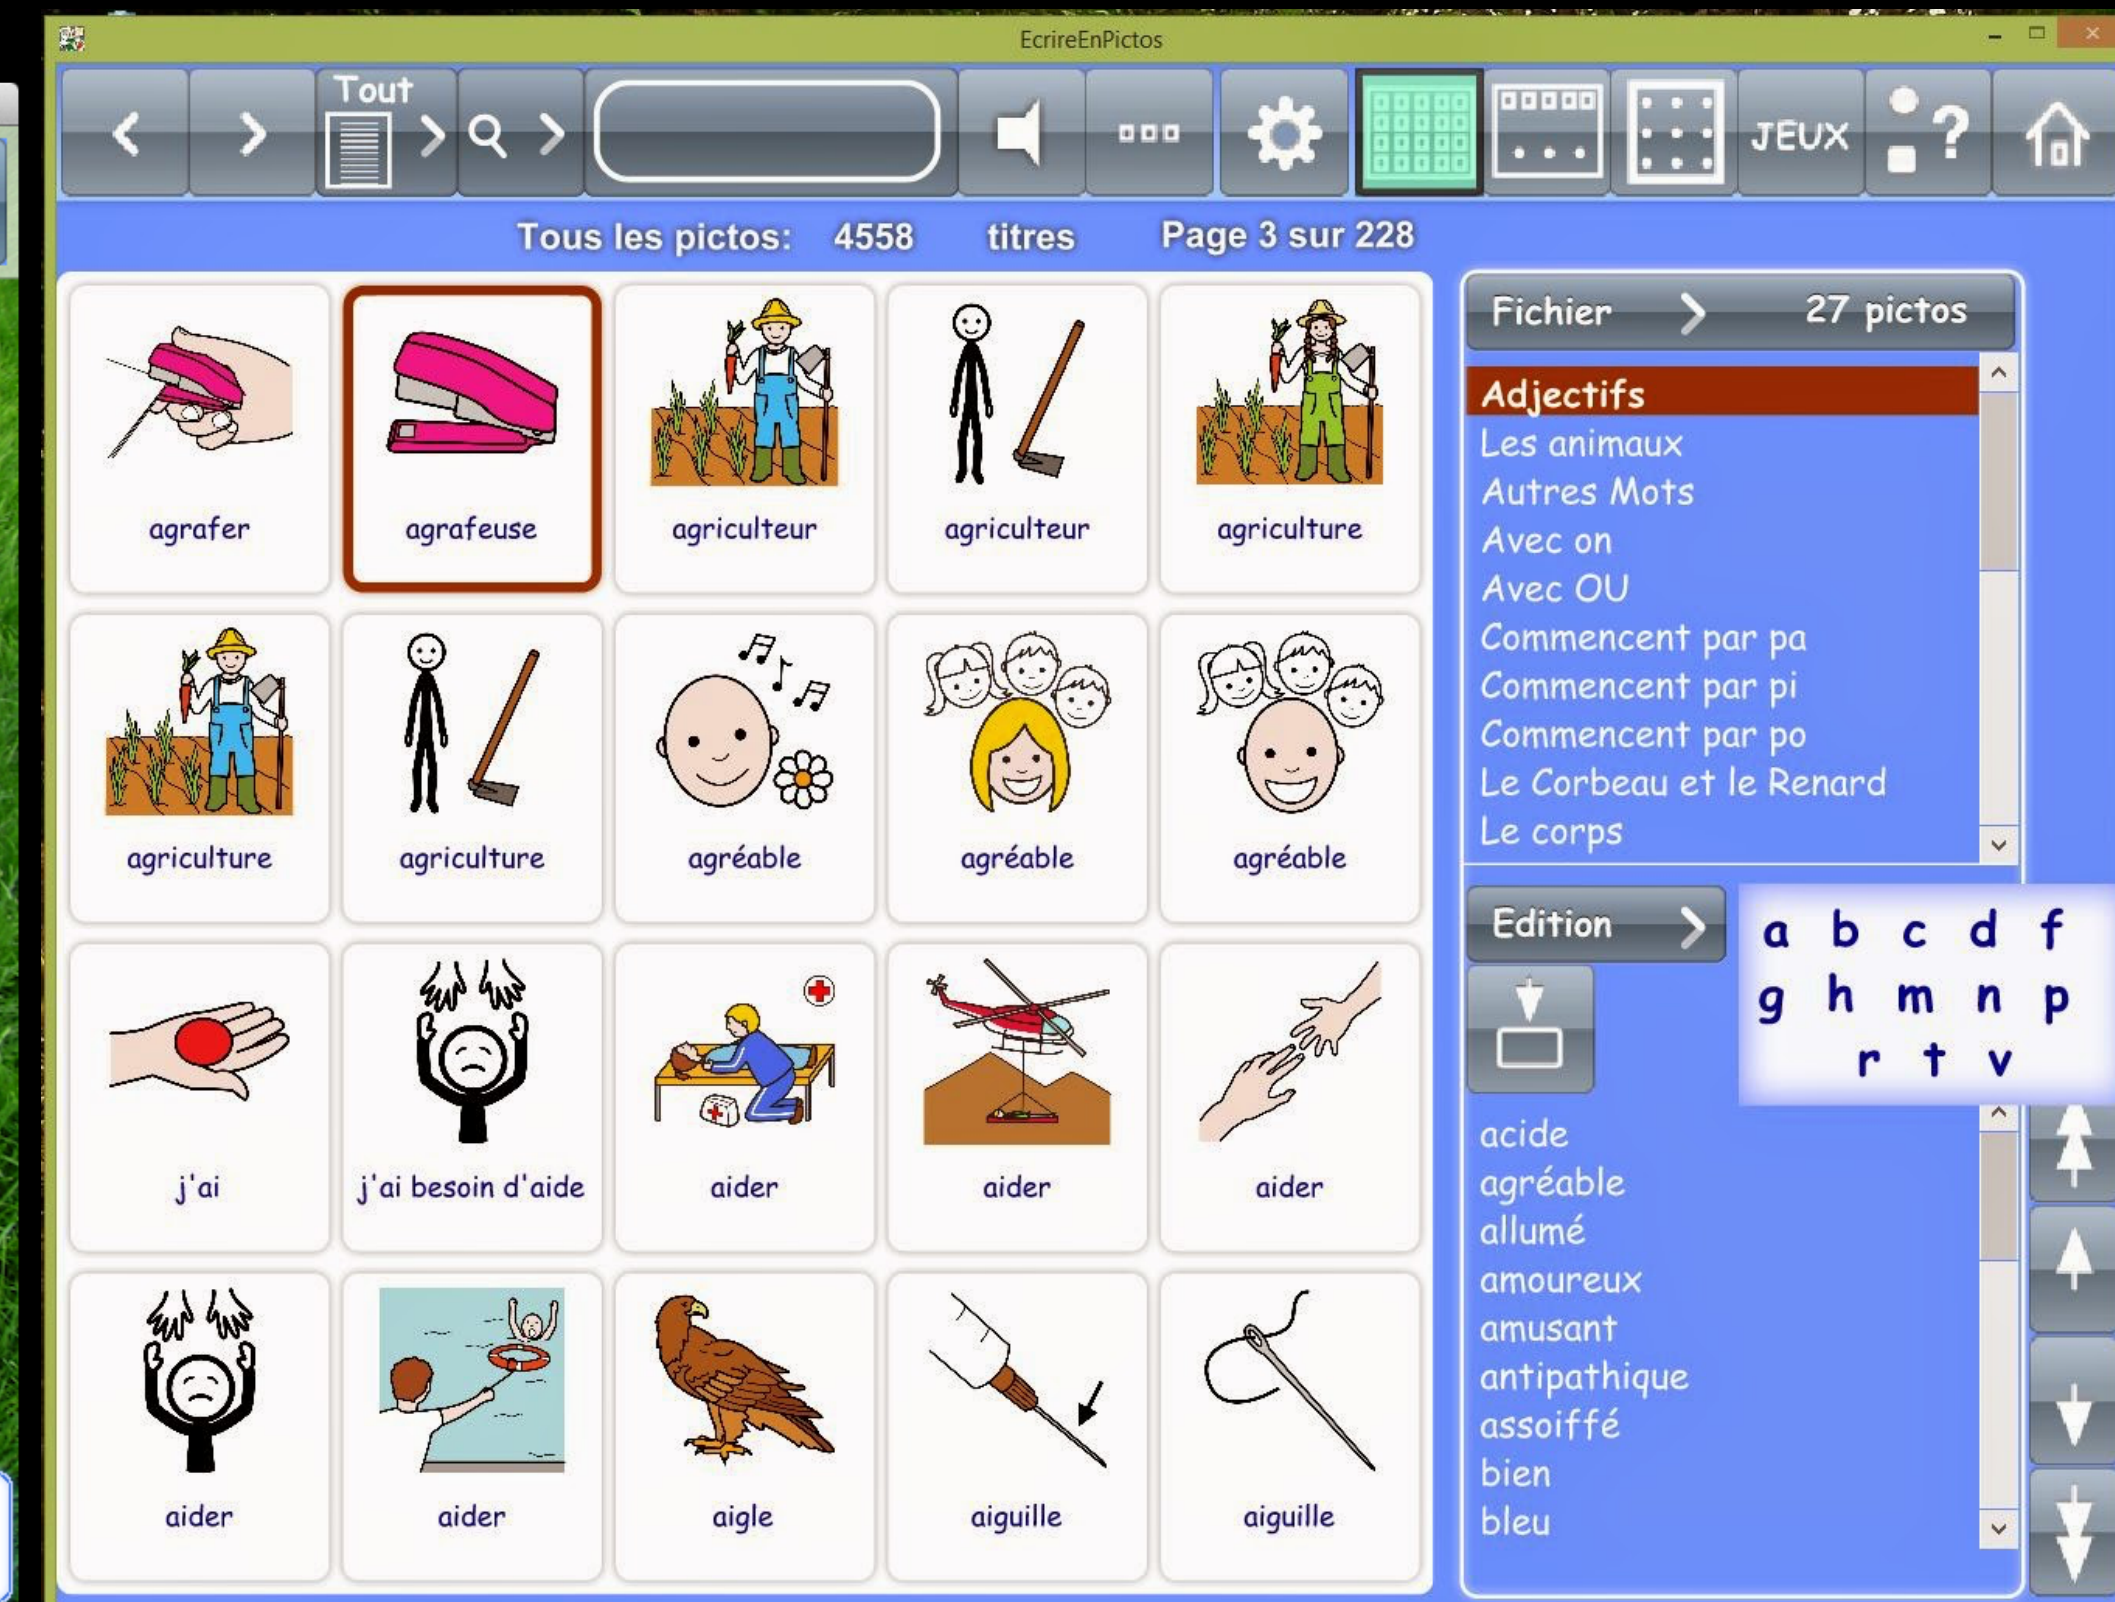 EcrireEnPictos
Tout
JEUX
?
Tous les pictos: 4558 titres Page 3 sur 228
agrafer agrafeuse agriculteur agriculteur agriculture
agriculture agriculture agréable agréable agréable
j'ai j'ai besoin d'aide aider aider aider
aider aider aigle aiguille aiguille
Fichier 27 pictos
Adjectifs
Les animaux
Autres Mots
Avec on
Avec OU
Commencent par pa
Commencent par pi
Commencent par po
Le Corbeau et le Renard
Le corps
Edition
a b c d f
g h m n p
r t v
acide
agréable
allumé
amoureux
amusant
antipathique
assoiffé
bien
bleu